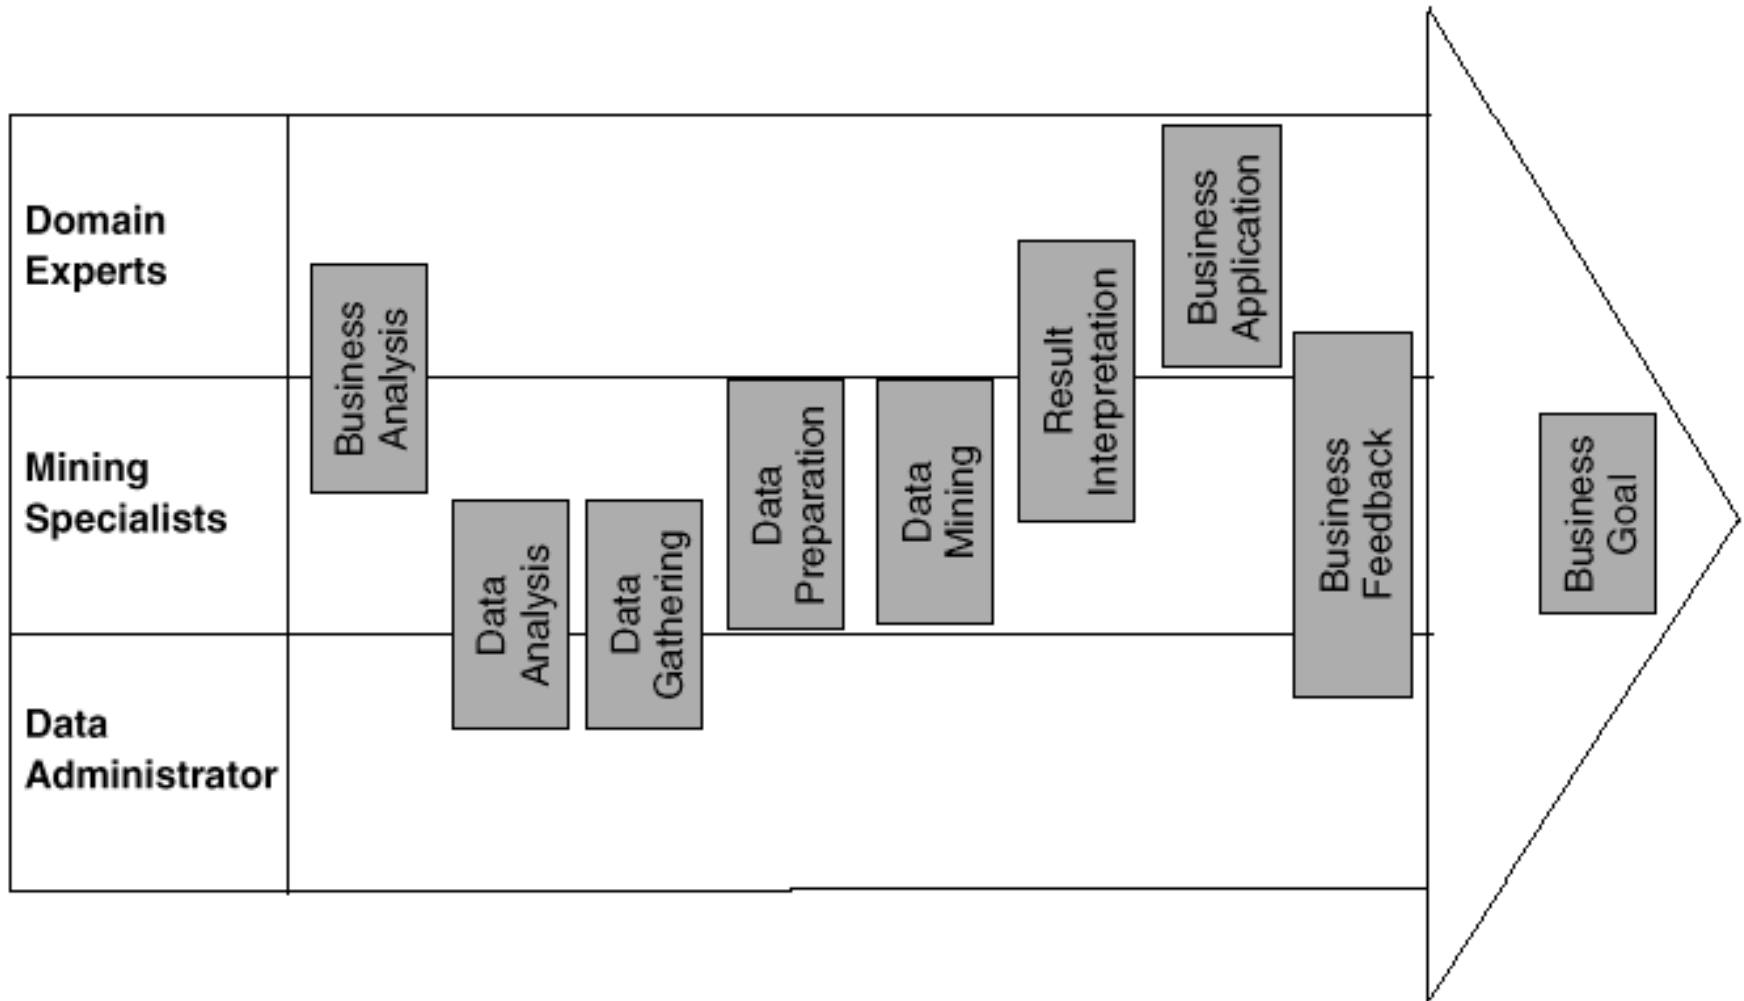 Domain
Experts
Mining
Specialists
Data
Administrator
Business
Analysis
Data
Analysis
Data
Gathering
Data
Preparation
Data
Mining
Result
Interpretation
Business
Application
Business
Feedback
Business
Goal